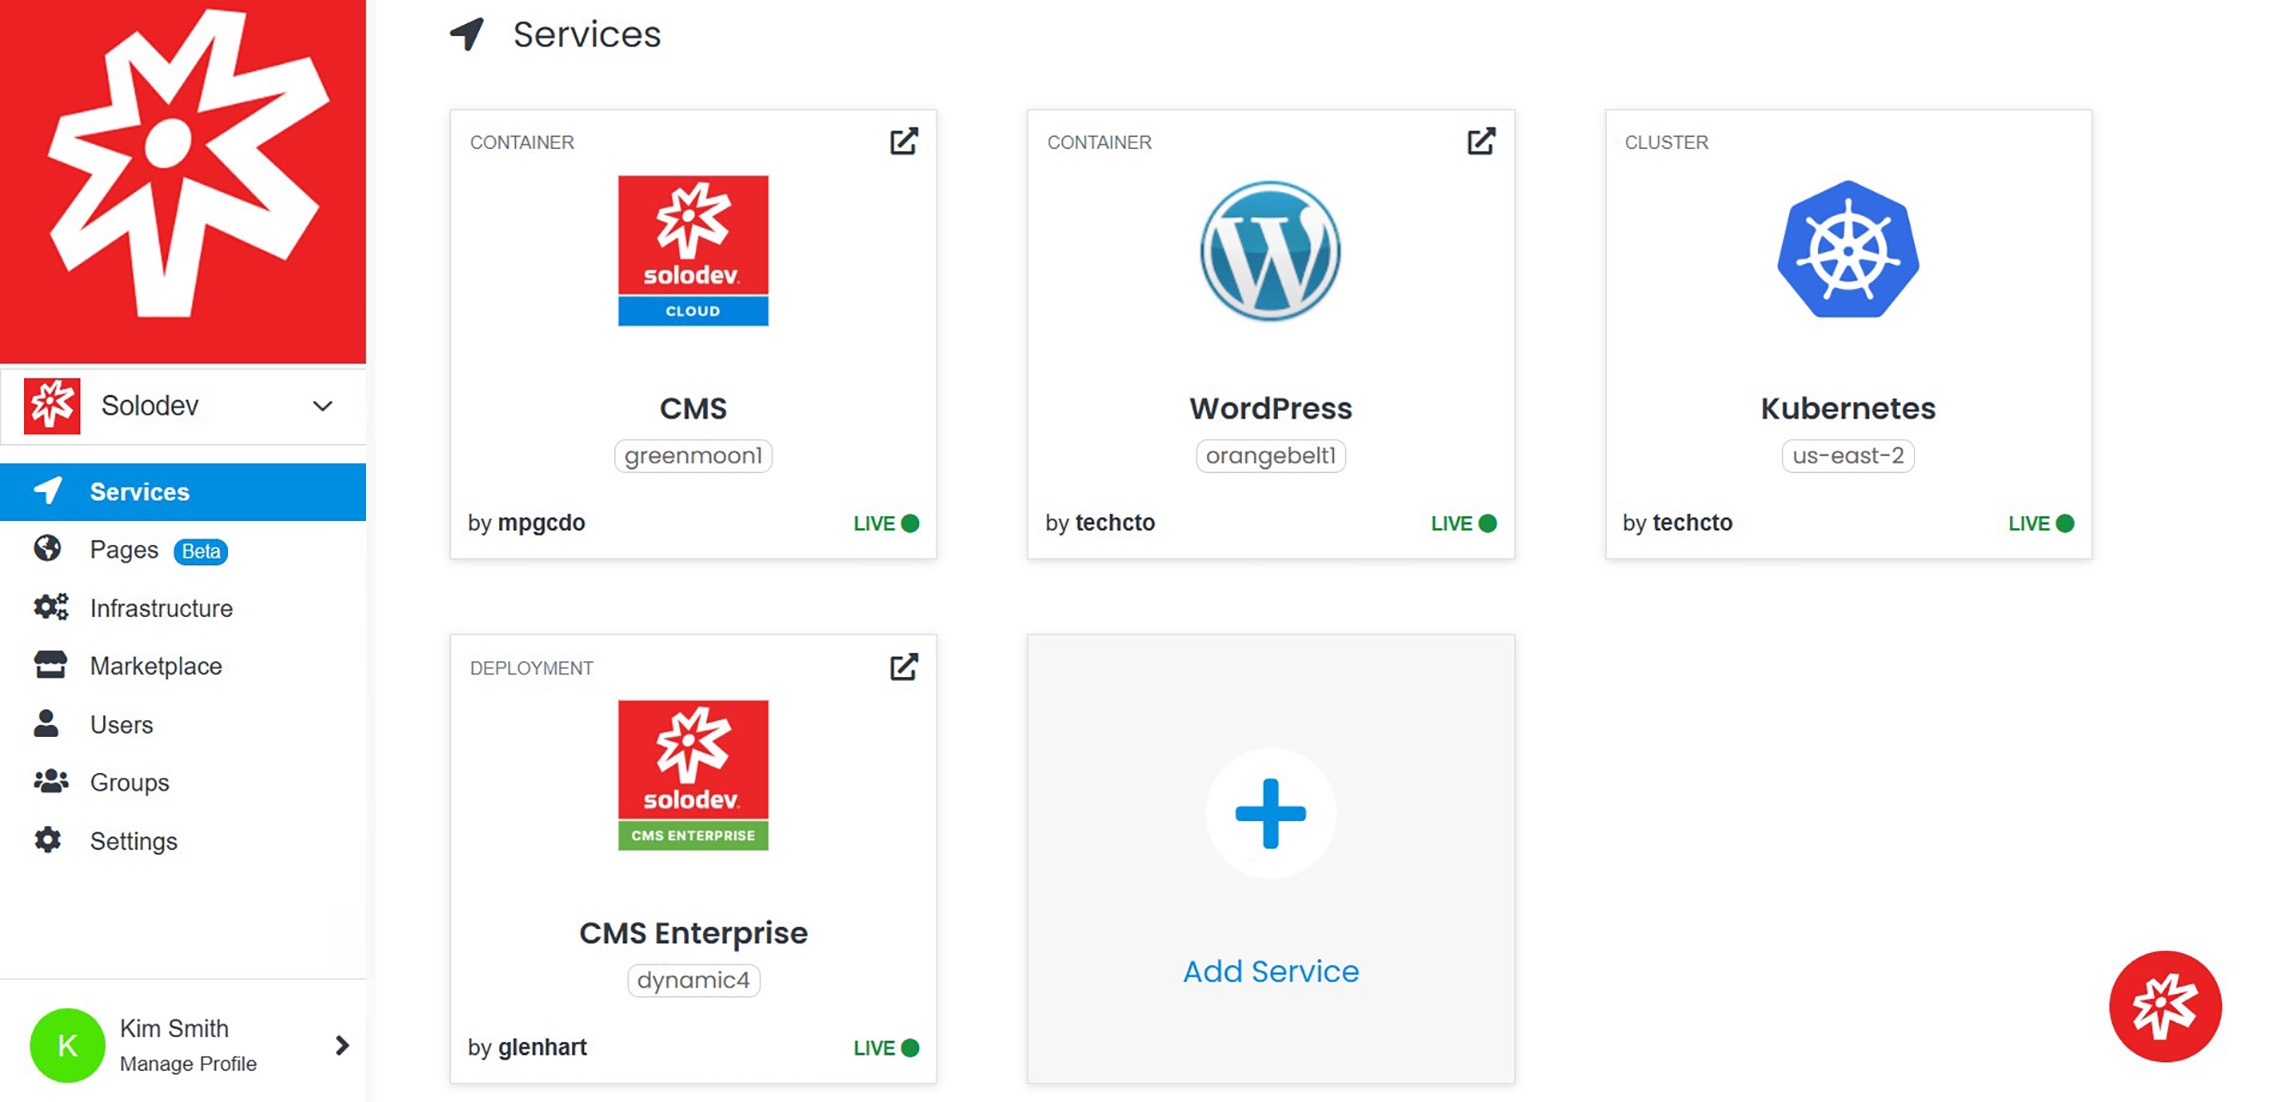 Services
Solodev
Services
Pages Beta
Infrastructure
Marketplace
Users
Groups
Settings
K
Kim Smith
Manage Profile
CONTAINER
solodev.
CLOUD
CMS
greenmoon1
by mpgcdo LIVE
CONTAINER
W
WordPress
orangebelt1
by techcto LIVE
CLUSTER
Kubernetes
us-east-2
by techcto LIVE
DEPLOYMENT
solodev.
CMS ENTERPRISE
CMS Enterprise
dynamic4
by glenhart LIVE
Add Service